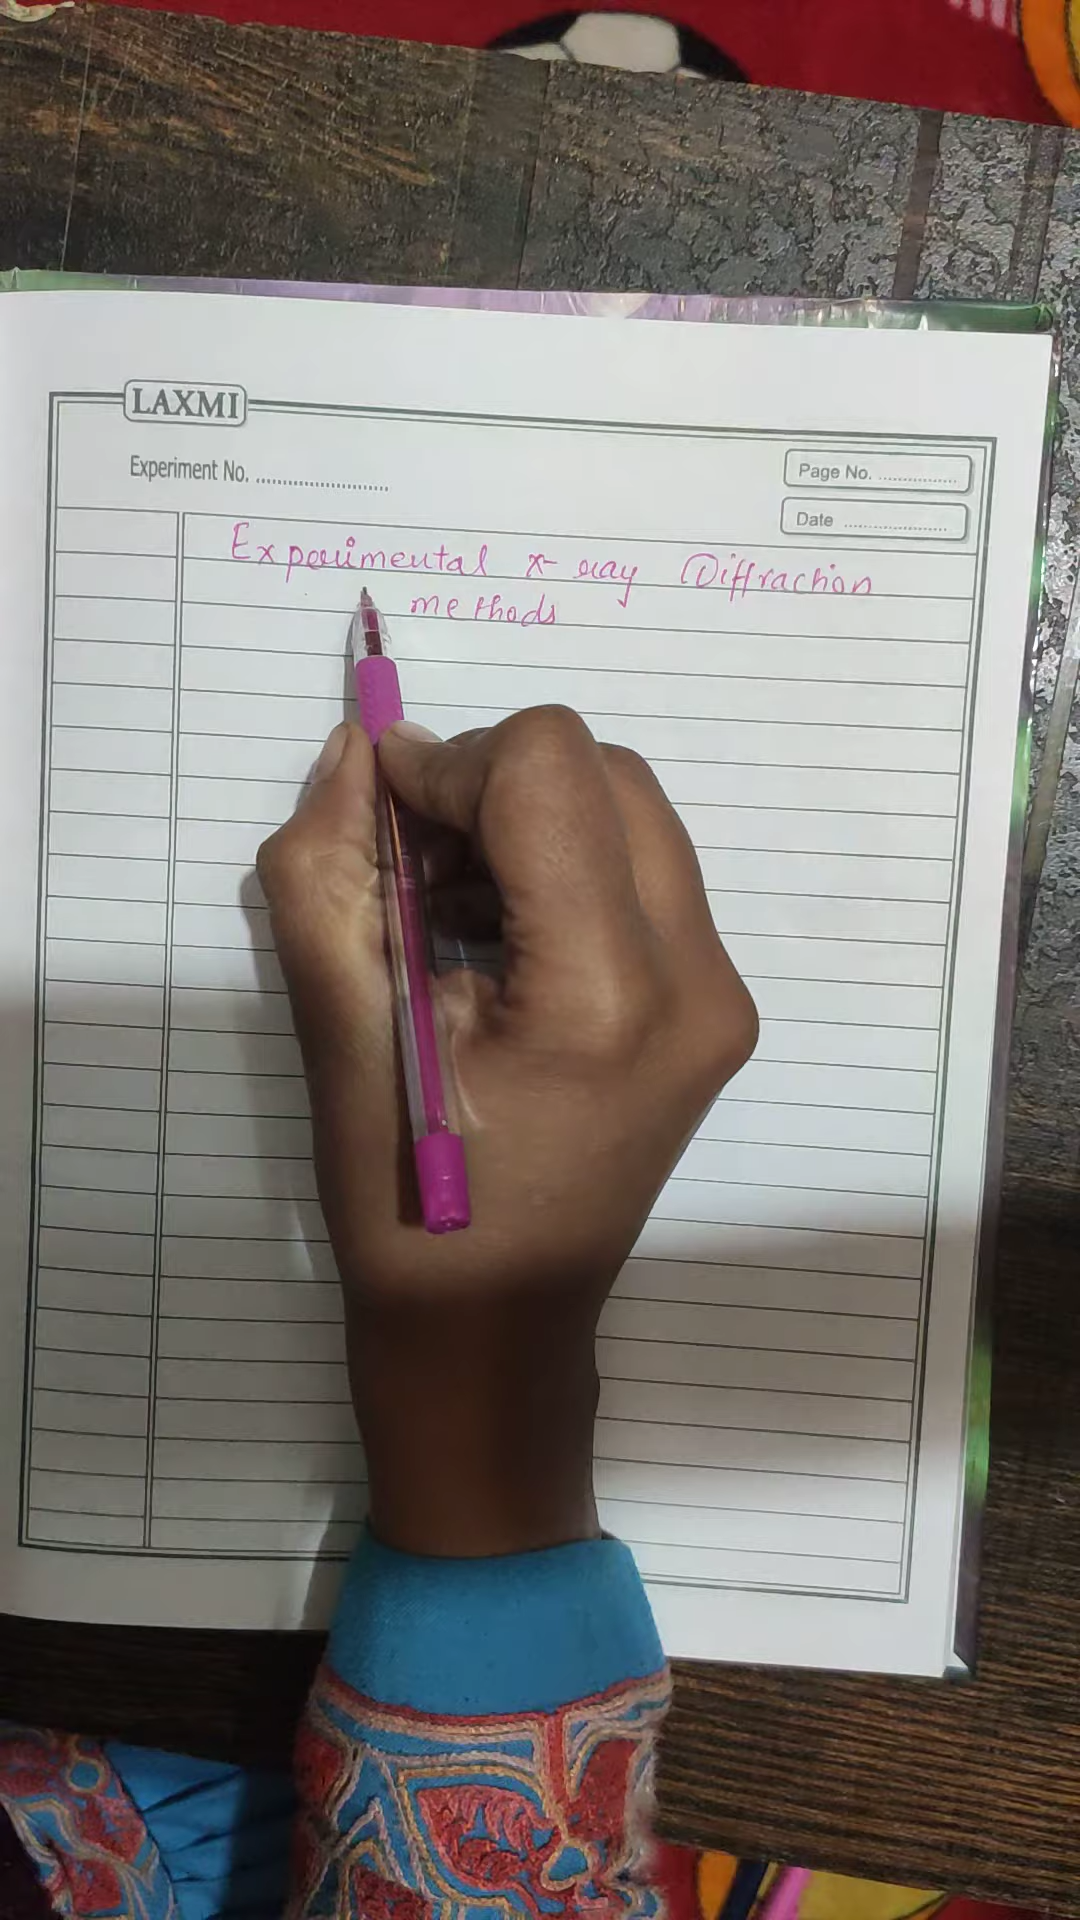 LAXMI
Experiment No. ........................
Page No. ................
Date .....................
Experimental x-ray Diffraction
methods